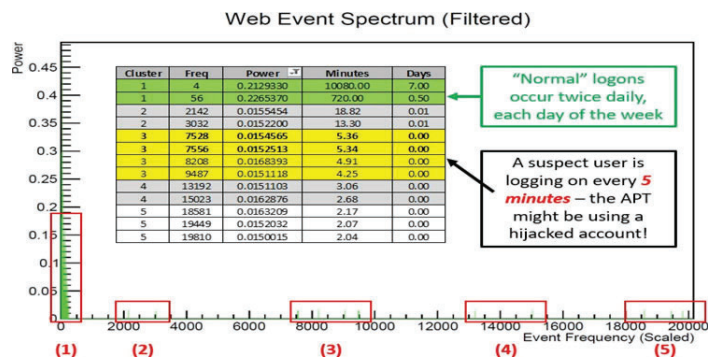 Web Event Spectrum (Filtered)
Power
0.45
0.4
0.35
0.3
0.25
0.2
0.15
0.1
0.05
0
Cluster Freq Power Minutes Days
1 4 0.2129330 10080.00 7.00
1 56 0.2265370 720.00 0.50
2 2142 0.0155454 18.82 0.01
2 3032 0.0152200 13.30 0.01
3 7528 0.0154565 5.36 0.00
3 7556 0.0152513 5.34 0.00
3 8208 0.0168393 4.91 0.00
3 9487 0.0151118 4.25 0.00
4 13192 0.0151103 3.06 0.00
4 15023 0.0162876 2.68 0.00
5 18581 0.0163209 2.17 0.00
5 19449 0.0152032 2.07 0.00
5 19810 0.0150015 2.04 0.00
“Normal” logons
occur twice daily,
each day of the week
A suspect user is
logging on every 5
minutes – the APT
might be using a
hijacked account!
0 2000 4000 6000 8000 10000 12000 14000 16000 18000 20000
Event Frequency (Scaled)
(1) (2) (3) (4) (5)